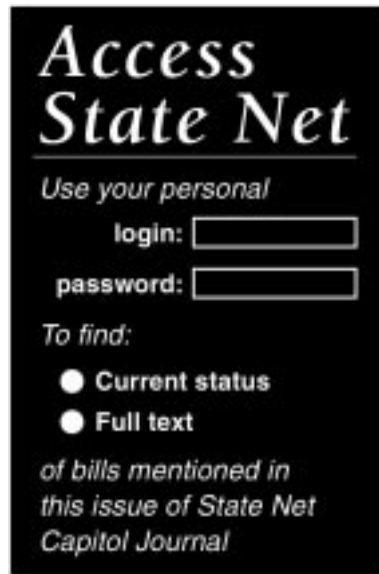 Access
State Net
Use your personal
login:
password:
To find:
Current status
Full text
of bills mentioned in
this issue of State Net
Capitol Journal